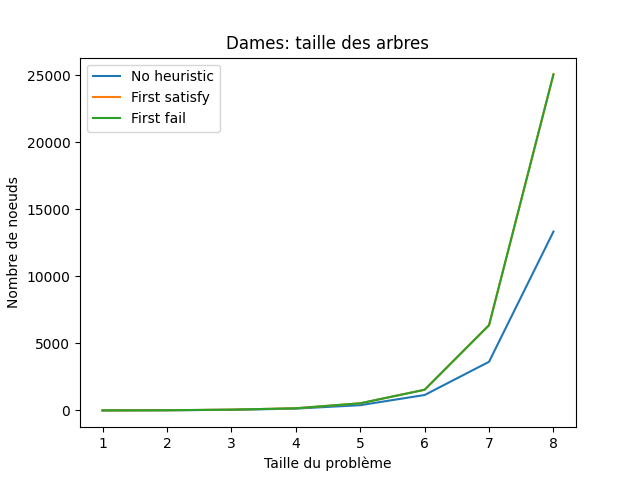 Dames: taille des arbres
No heuristic
First satisfy
First fail
Nombre de noeuds
25000
20000
15000
10000
5000
0
1 2 3 4 5 6 7 8
Taille du problème